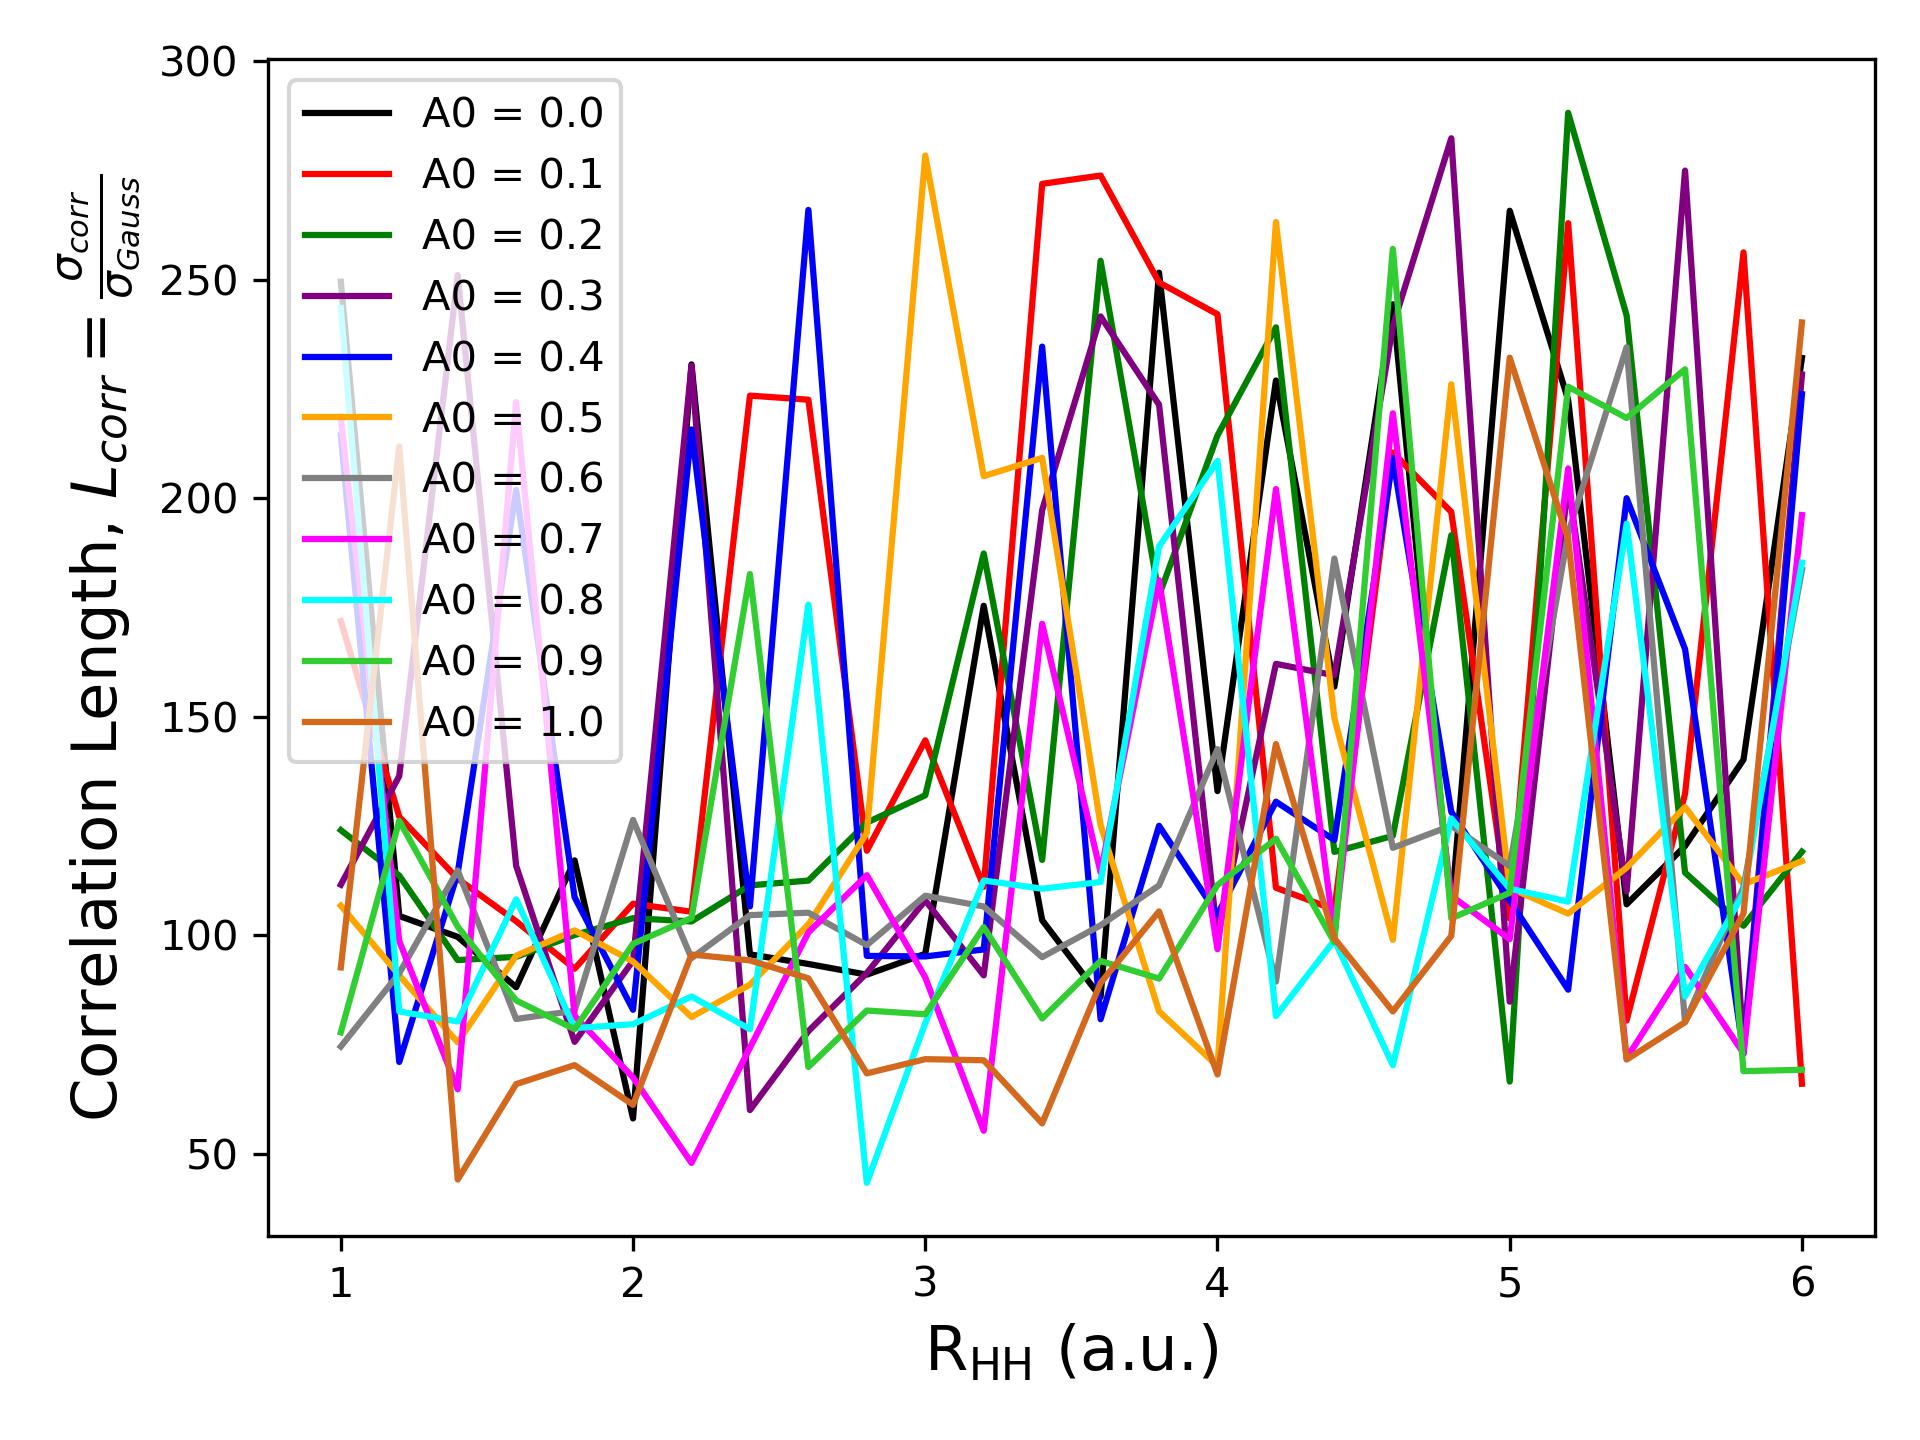 Correlation Length, L_corr = σ_corr / σ_Gauss
300
250
200
150
100
50
A0 = 0.0
A0 = 0.1
A0 = 0.2
A0 = 0.3
A0 = 0.4
A0 = 0.5
A0 = 0.6
A0 = 0.7
A0 = 0.8
A0 = 0.9
A0 = 1.0
1 2 3 4 5 6
R_HH (a.u.)